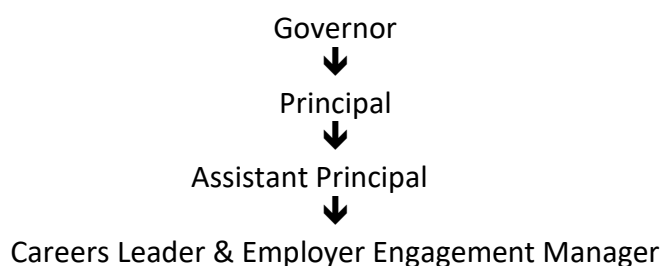 Governor
Principal
Assistant Principal
Careers Leader & Employer Engagement Manager